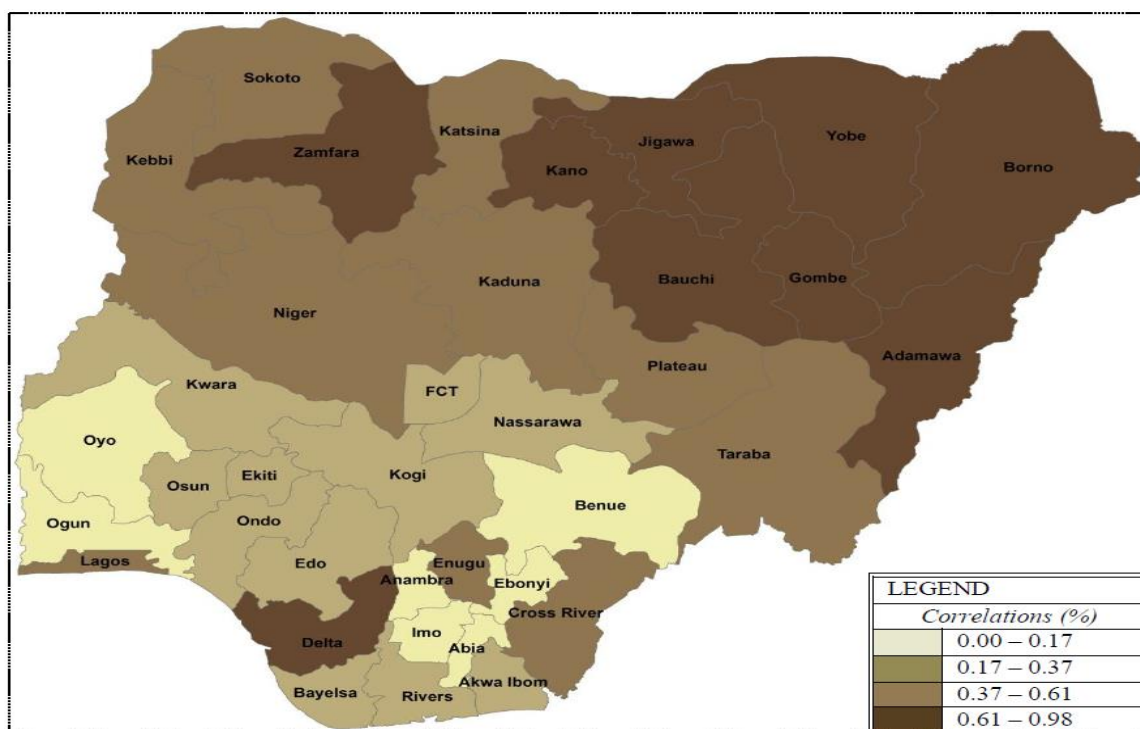 Sokoto
Katsina
Jigawa
Yobe
Zamfara
Kebbi
Kano
Borno
Kaduna
Bauchi
Gombe
Niger
Adamawa
Plateau
Kwara
FCT
Nassarawa
Oyo
Taraba
Osun
Ekiti
Kogi
Benue
Ogun
Ondo
Lagos
Edo
Enugu
Anambra
Ebonyi
Cross River
Imo
Delta
Abia
Akwa Ibom
Bayelsa
Rivers
LEGEND
Correlations (%)
0.00 – 0.17
0.17 – 0.37
0.37 – 0.61
0.61 – 0.98